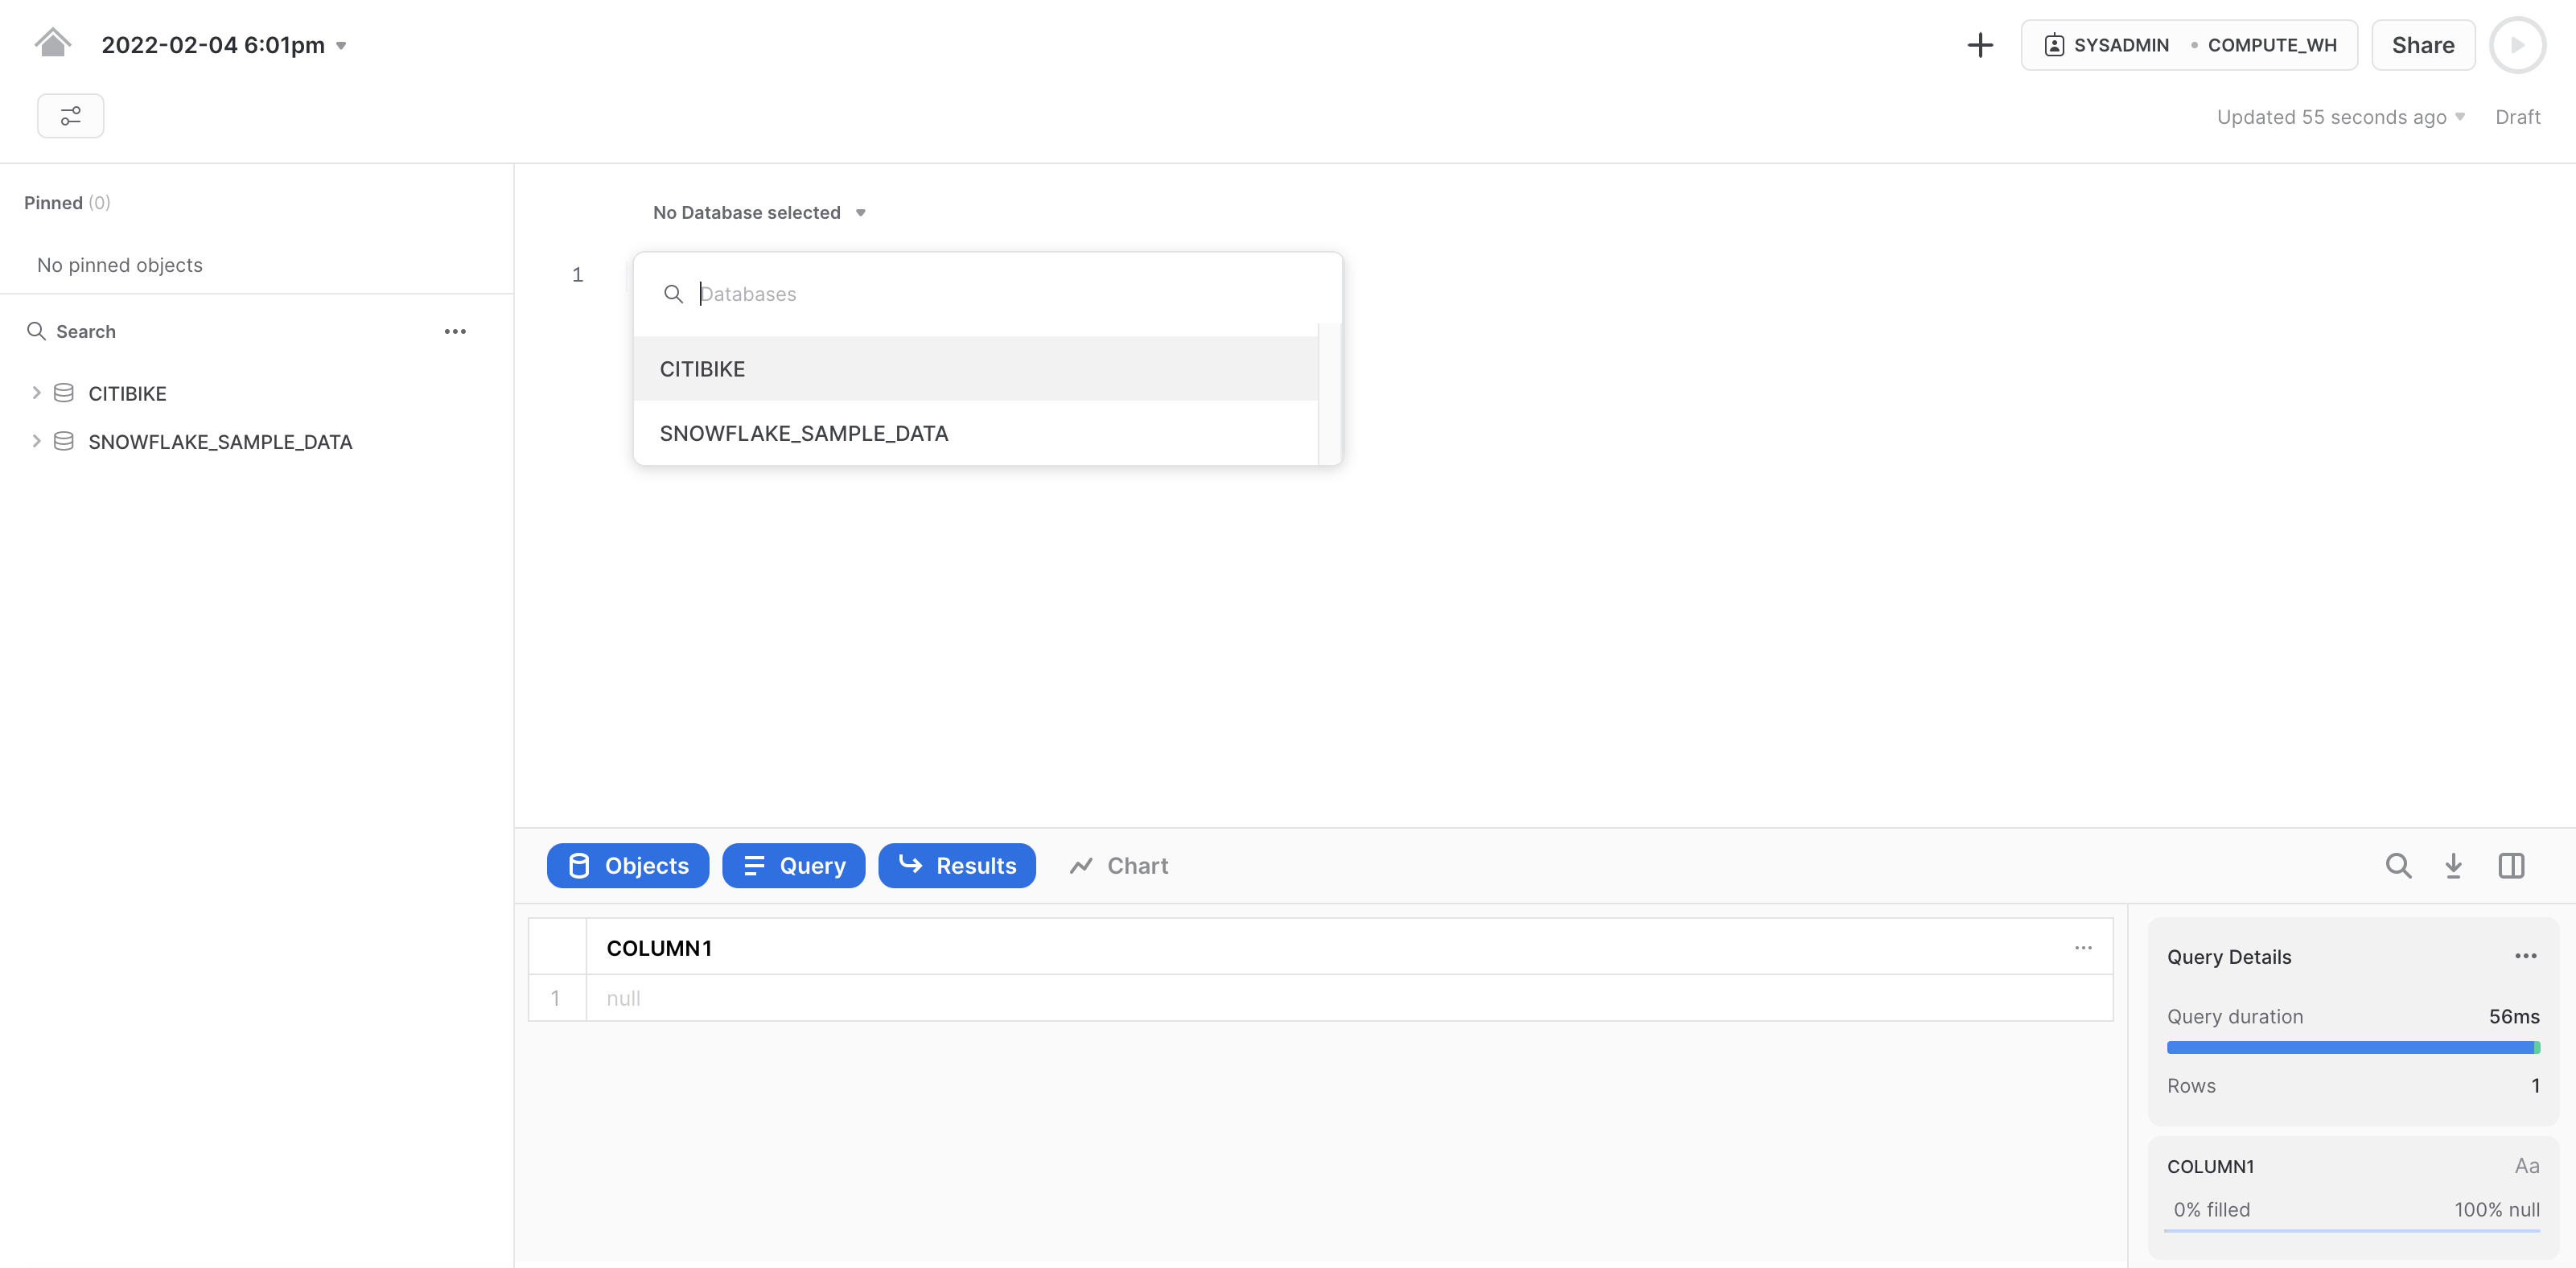 2022-02-04 6:01pm
SYSADMIN • COMPUTE_WH
Share
Updated 55 seconds ago
Draft
Pinned (0)
No pinned objects
Search
CITIBIKE
SNOWFLAKE_SAMPLE_DATA
No Database selected
1
Databases
CITIBIKE
SNOWFLAKE_SAMPLE_DATA
Objects
Query
Results
Chart
COLUMN1
1 null
Query Details
Query duration 56ms
Rows 1
COLUMN1 Aa
0% filled 100% null